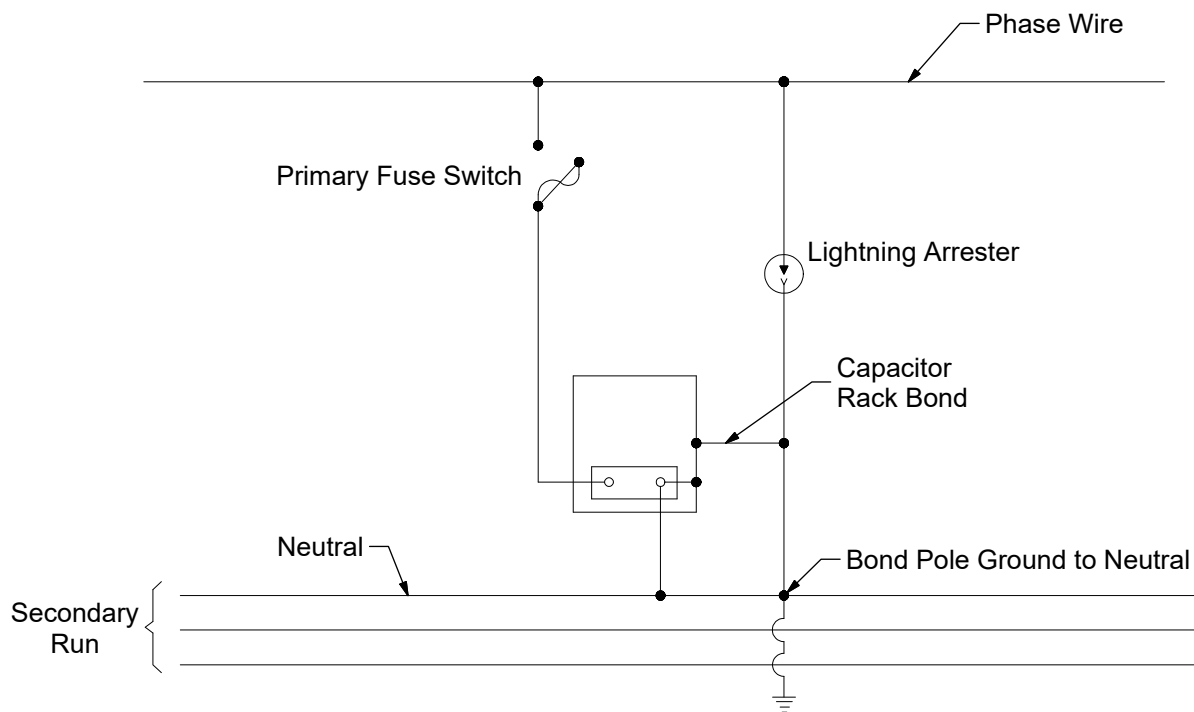 Phase Wire
Primary Fuse Switch
Lightning Arrester
Capacitor
Rack Bond
Neutral
Bond Pole Ground to Neutral
Secondary
Run